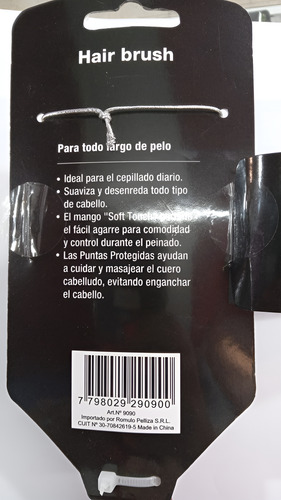 Hair brush
Para todo largo de pelo
• Ideal para el cepillado diario.
• Suaviza y desenreda todo tipo
de cabello.
• El mango "Soft Touch"
el fácil agarre para comodidad
y control durante el peinado.
• Las Puntas Protegidas ayudan
a cuidar y masajear el cuero
cabelludo, evitando enganchar
el cabello.
7 798029 290900
Art.Nº 9090
Importado por Romulo Pelliza S.R.L.
CUIT Nº 30-70842619-5 Made in China